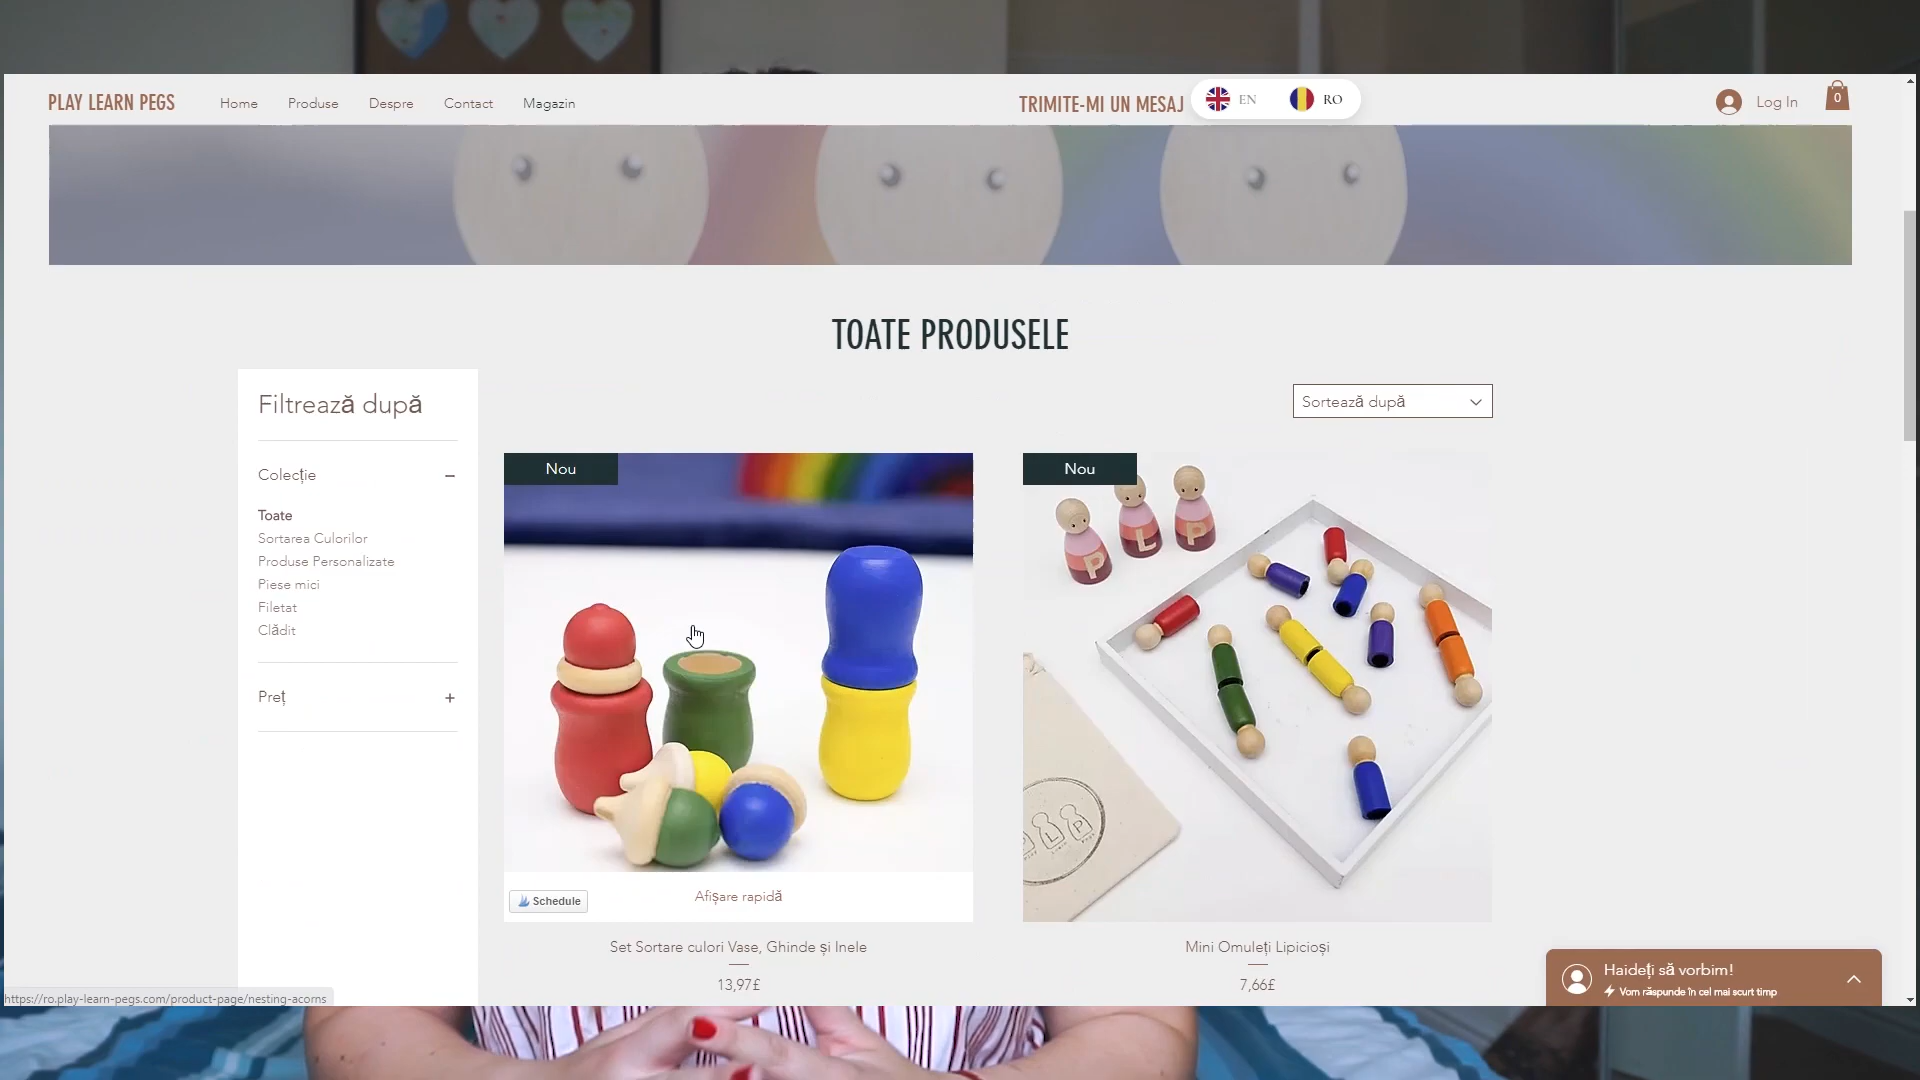 PLAY LEARN PEGS
Home
Produse
Despre
Contact
Magazin
TRIMITE-MI UN MESAJ
EN
RO
Log In
0
TOATE PRODUSELE
Filtrează după
Sortează după
Colecție
Toate
Sortarea Culorilor
Produse Personalizate
Piese mici
Filetat
Clădit
Preț
Nou
Nou
P
L
P
Schedule
Afișare rapidă
Set Sortare culori Vase, Ghinde și Inele
13,97£
Mini Omuleți Lipicioși
7,66£
Haideți să vorbim!
Vom răspunde în cel mai scurt timp
https://ro.play-learn-pegs.com/product-page/nesting-acorns